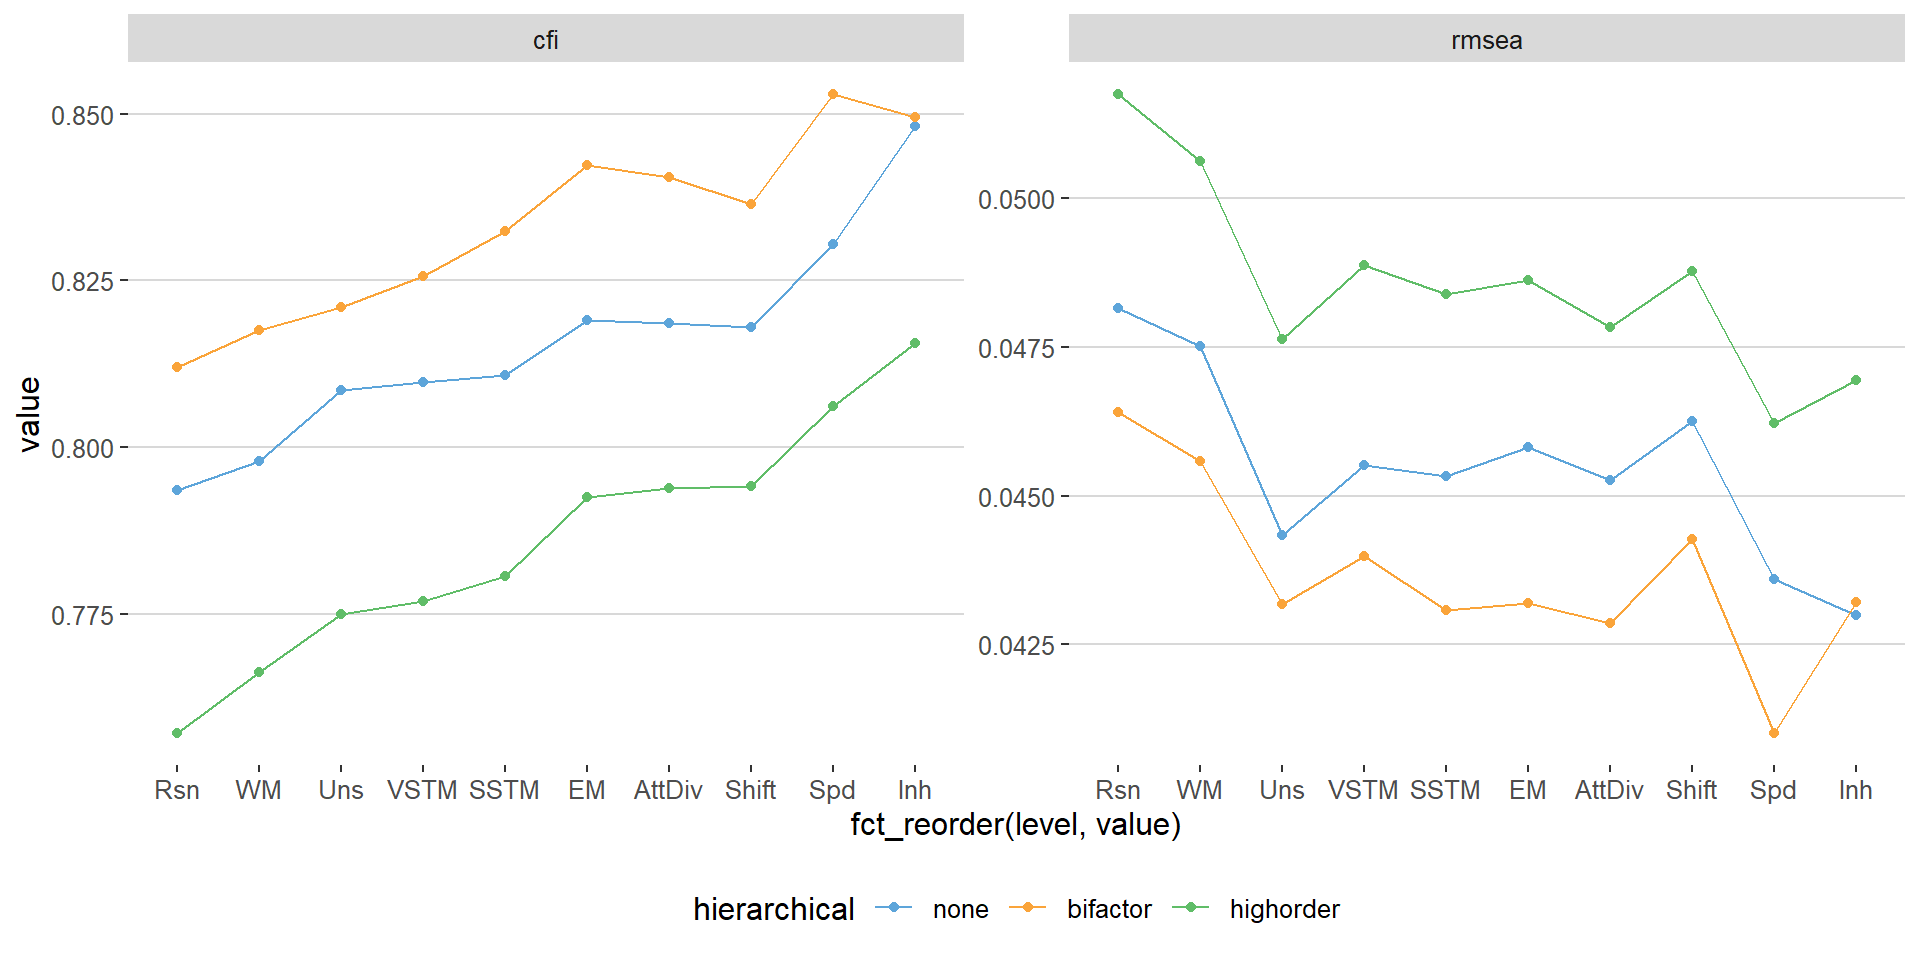 cfi
rmsea
value
0.850
0.825
0.800
0.775
0.0500
0.0475
0.0450
0.0425
Rsn WM Uns VSTM SSTM EM AttDiv Shift Spd Inh
Rsn WM Uns VSTM SSTM EM AttDiv Shift Spd Inh
fct_reorder(level, value)
hierarchical none bifactor highorder